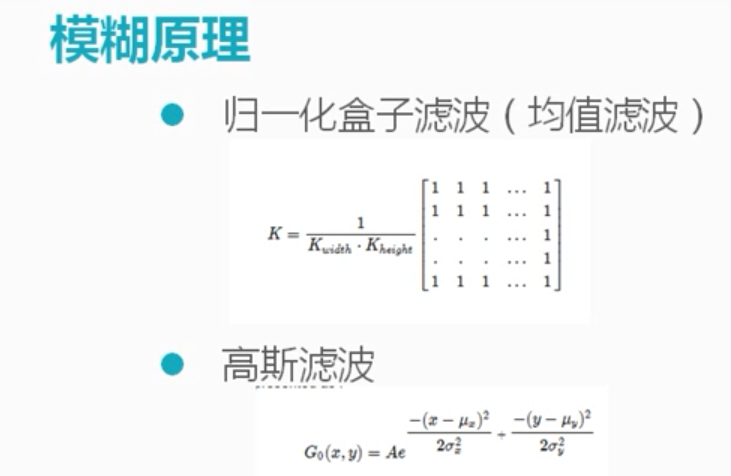 模糊原理
● 归一化盒子滤波（均值滤波）
K = \frac{1}{K_{width} \cdot K_{height}} \begin{bmatrix} 1 & 1 & 1 & \dots & 1 \\ 1 & 1 & 1 & \dots & 1 \\ . & . & . & \dots & 1 \\ . & . & . & \dots & 1 \\ 1 & 1 & 1 & \dots & 1 \end{bmatrix}
● 高斯滤波
G_0(x, y) = Ae^{\frac{-(x - \mu_x)^2}{2\sigma_x^2} + \frac{-(y - \mu_y)^2}{2\sigma_y^2}}